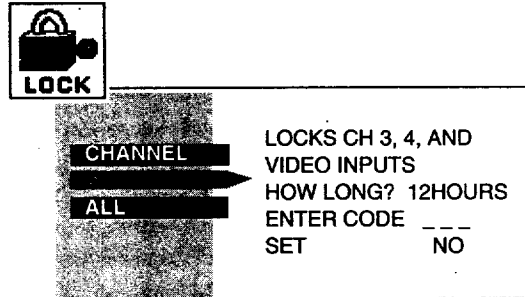 LOCK
CHANNEL
ALL
LOCKS CH 3, 4, AND
VIDEO INPUTS
HOW LONG? 12HOURS
ENTER CODE _ _ _
SET NO